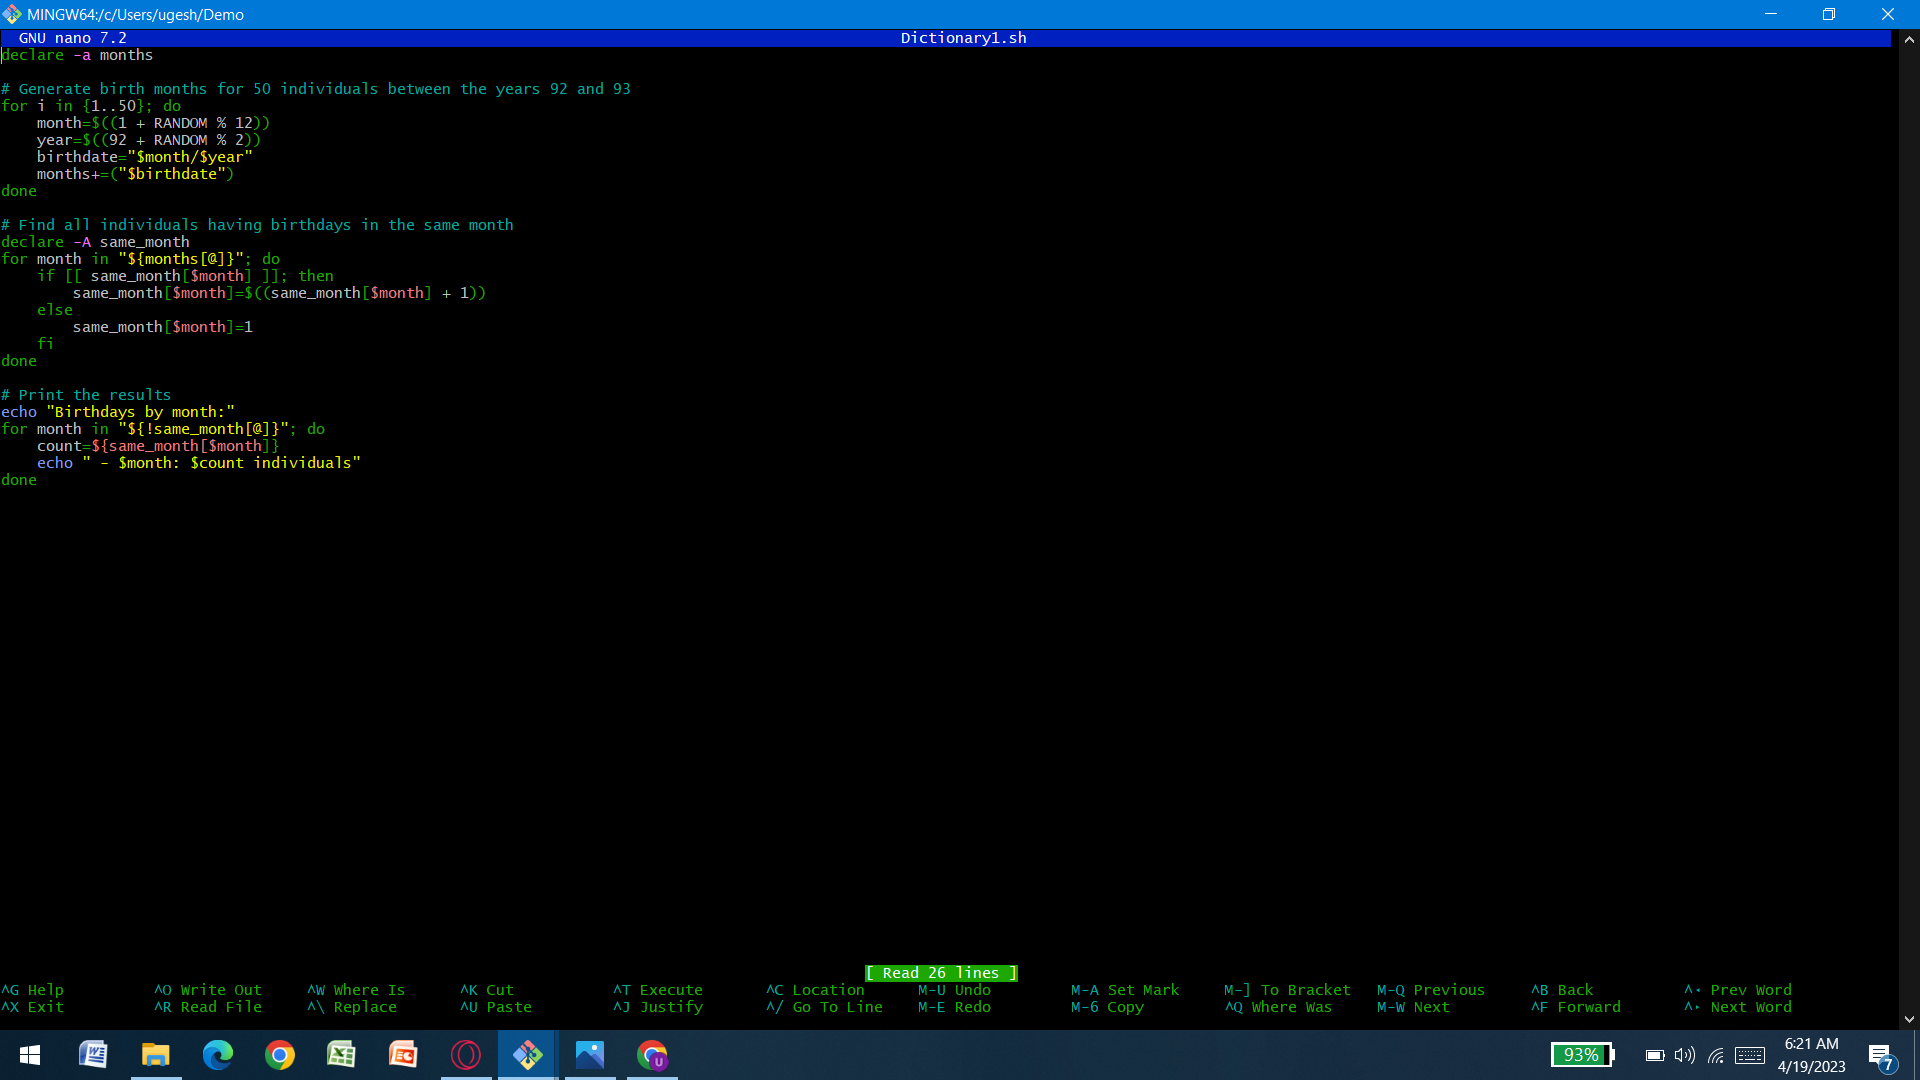 MINGW64:/c/Users/ugesh/Demo
GNU nano 7.2 Dictionary1.sh
declare -a months

# Generate birth months for 50 individuals between the years 92 and 93
for i in {1..50}; do
    month=$((1 + RANDOM % 12))
    year=$((92 + RANDOM % 2))
    birthdate="$month/$year"
    months+=("$birthdate")
done

# Find all individuals having birthdays in the same month
declare -A same_month
for month in "${months[@]}"; do
    if [[ same_month[$month] ]]; then
        same_month[$month]=$((same_month[$month] + 1))
    else
        same_month[$month]=1
    fi
done

# Print the results
echo "Birthdays by month:"
for month in "${!same_month[@]}"; do
    count=${same_month[$month]}
    echo " - $month: $count individuals"
done
[ Read 26 lines ]
^G Help ^O Write Out ^W Where Is ^K Cut ^T Execute ^C Location M-U Undo M-A Set Mark M-] To Bracket M-Q Previous ^B Back ^◂ Prev Word
^X Exit ^R Read File ^\ Replace ^U Paste ^J Justify ^/ Go To Line M-E Redo M-6 Copy ^Q Where Was M-W Next ^F Forward ^▸ Next Word
93%
6:21 AM
4/19/2023
7
U